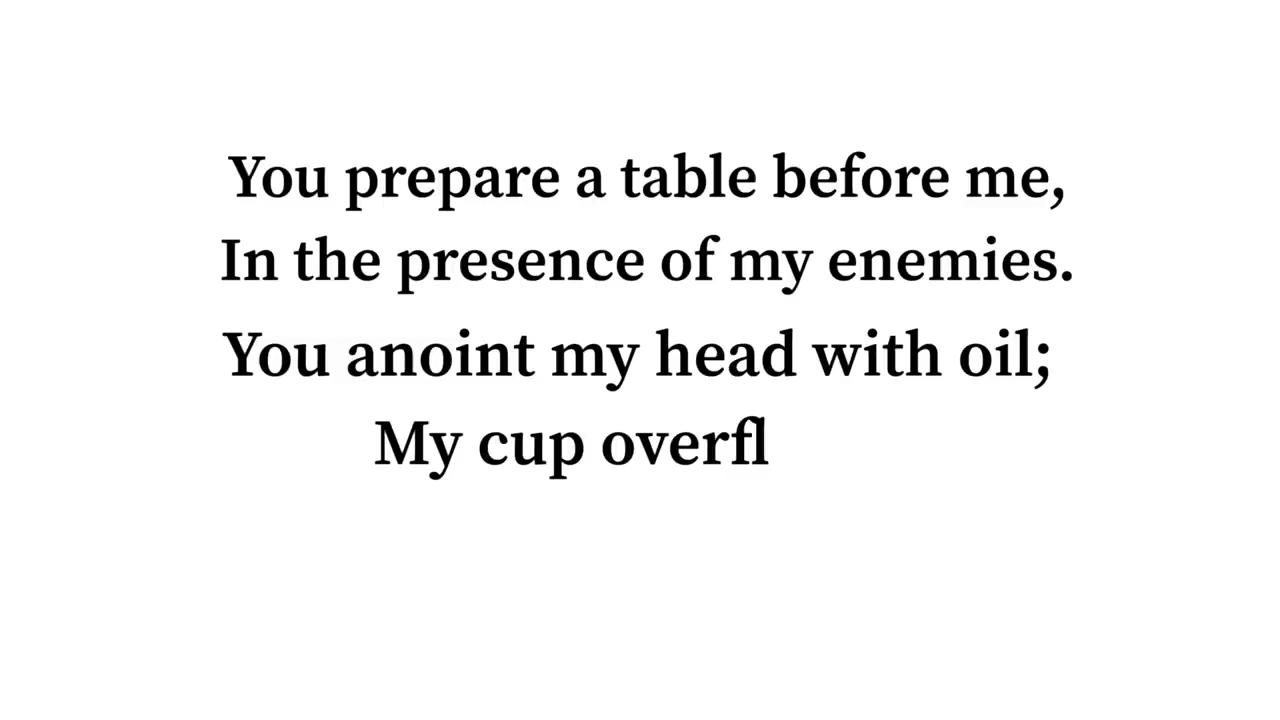 You prepare a table before me,
In the presence of my enemies.
You anoint my head with oil;
My cup overfl